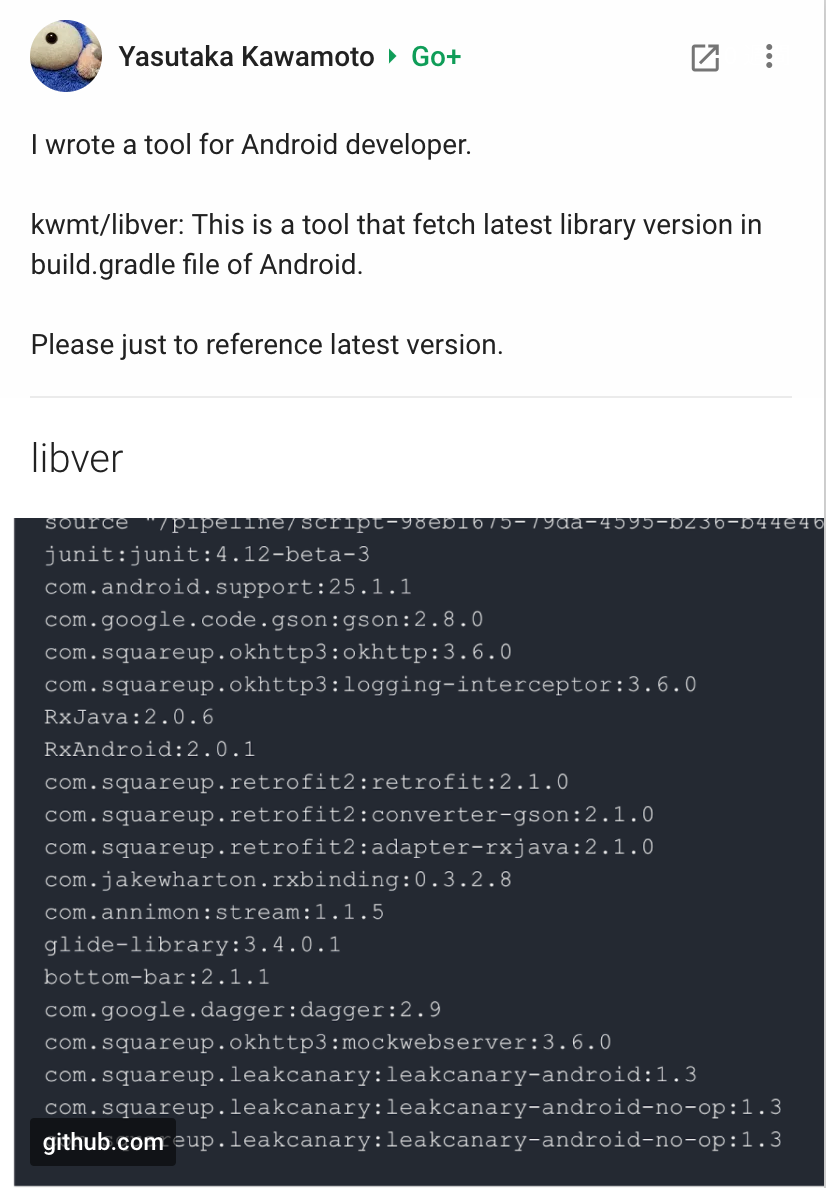 Yasutaka Kawamoto Go+
I wrote a tool for Android developer.
kwmt/libver: This is a tool that fetch latest library version in
build.gradle file of Android.
Please just to reference latest version.
libver
source "/pipeline/script-98eb1675-79da-4595-b236-b44e46
junit:junit:4.12-beta-3
com.android.support:25.1.1
com.google.code.gson:gson:2.8.0
com.squareup.okhttp3:okhttp:3.6.0
com.squareup.okhttp3:logging-interceptor:3.6.0
RxJava:2.0.6
RxAndroid:2.0.1
com.squareup.retrofit2:retrofit:2.1.0
com.squareup.retrofit2:converter-gson:2.1.0
com.squareup.retrofit2:adapter-rxjava:2.1.0
com.jakewharton.rxbinding:0.3.2.8
com.annimon:stream:1.1.5
glide-library:3.4.0.1
bottom-bar:2.1.1
com.google.dagger:dagger:2.9
com.squareup.okhttp3:mockwebserver:3.6.0
com.squareup.leakcanary:leakcanary-android:1.3
com.squareup.leakcanary:leakcanary-android-no-op:1.3
github.com eup.leakcanary:leakcanary-android-no-op:1.3